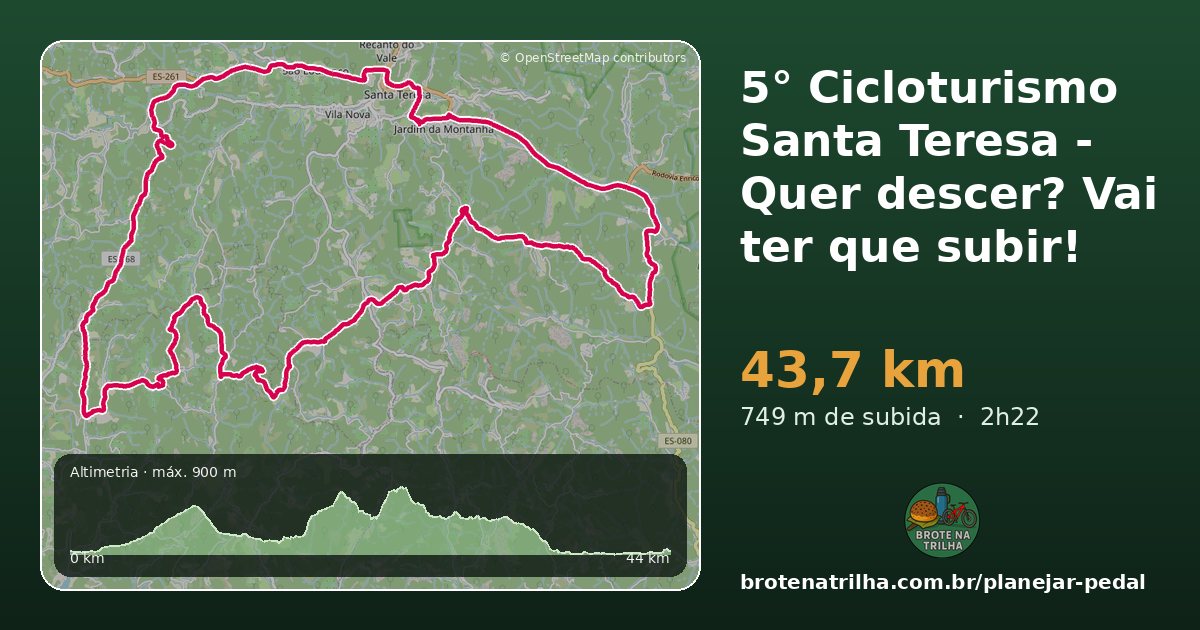 Recanto do
Vale
© OpenStreetMap contributors
ES-261
Santa Teresa
Vila Nova
Jardim da Montanha
Rodovia Enrico
ES-080
Altimetria · máx. 900 m
0 km
44 km
5° Cicloturismo
Santa Teresa -
Quer descer? Vai
ter que subir!
43,7 km
749 m de subida · 2h22
BROTE NA
TRILHA
brotenatrilha.com.br/planejar-pedal